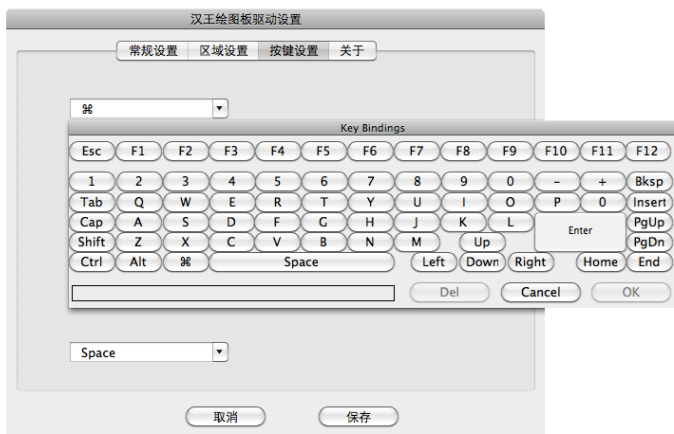 汉王绘图板驱动设置
常规设置 区域设置 按键设置 关于
⌘
Key Bindings
Esc F1 F2 F3 F4 F5 F6 F7 F8 F9 F10 F11 F12
1 2 3 4 5 6 7 8 9 0 - + Bksp
Tab Q W E R T Y U I O P 0 Insert
Cap A S D F G H J K L Enter PgUp
Shift Z X C V B N M Up PgDn
Ctrl Alt ⌘ Space Left Down Right Home End
Del Cancel OK
Space
取消 保存